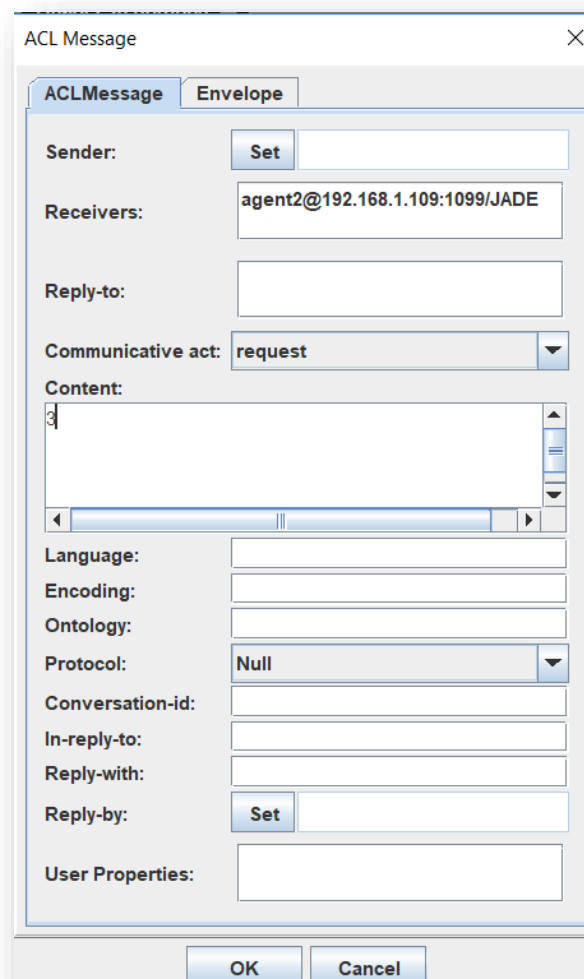 ACL Message
ACLMessage Envelope
Sender: Set
Receivers: agent2@192.168.1.109:1099/JADE
Reply-to:
Communicative act: request
Content:
3
Language:
Encoding:
Ontology:
Protocol: Null
Conversation-id:
In-reply-to:
Reply-with:
Reply-by: Set
User Properties:
OK Cancel